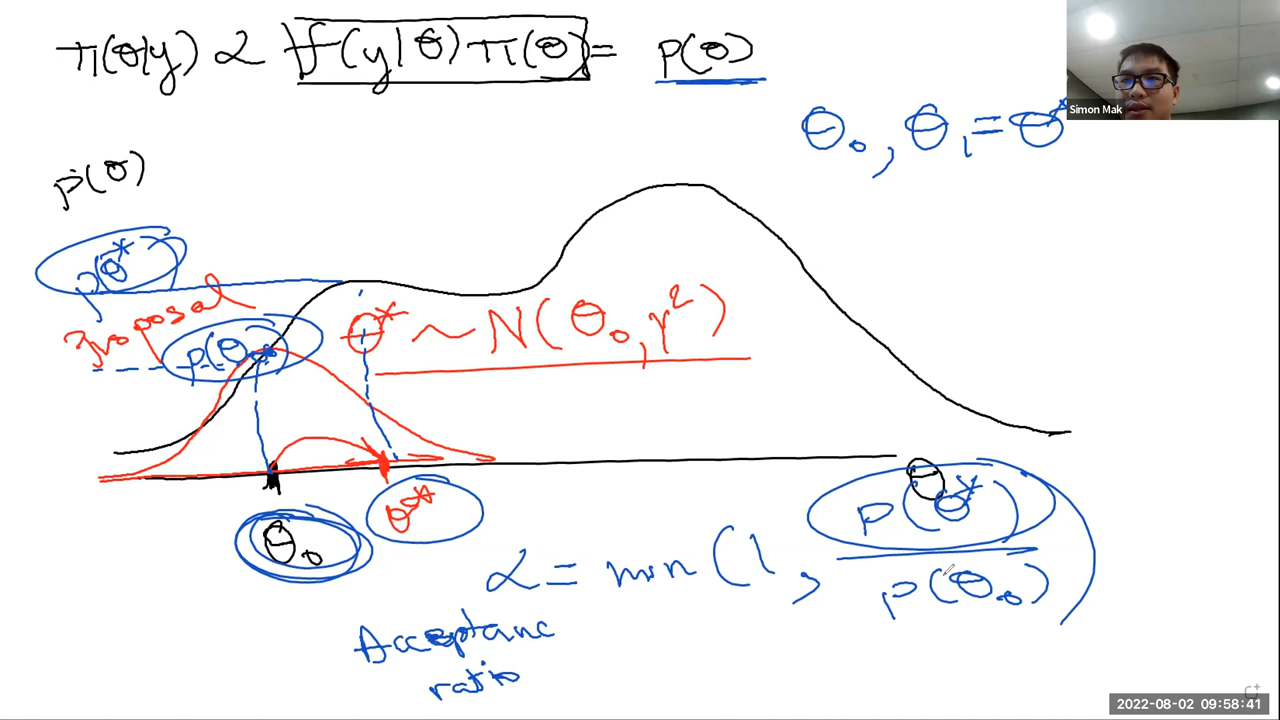 π(θ|y) ∝ f(y|θ) π(θ) = p(θ)
Simon Mak
θ₀, θ₁ = θ*
p(θ)
p(θ*)
Proposal
p(θ₀)
θ* ~ N(θ₀, γ²)
θ
θ₀
θ*
α = min(1, p(θ*) / p(θ₀))
Acceptanc
ratio
2022-08-02 09:58:41